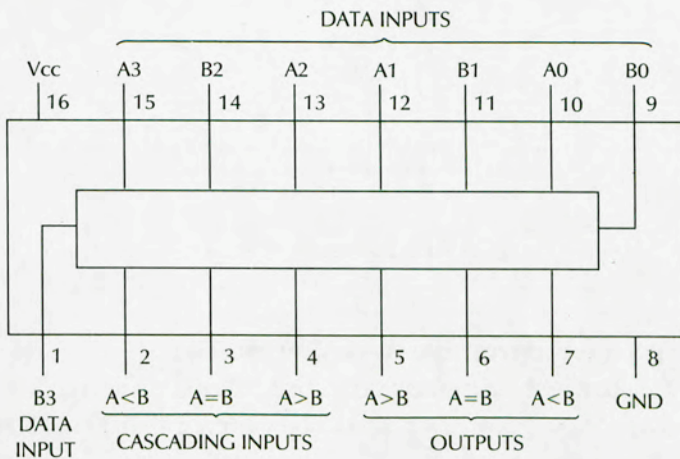 DATA INPUTS
Vcc A3 B2 A2 A1 B1 A0 B0
16 15 14 13 12 11 10 9
1 2 3 4 5 6 7 8
B3 A<B A=B A>B A>B A=B A<B GND
DATA
INPUT CASCADING INPUTS OUTPUTS